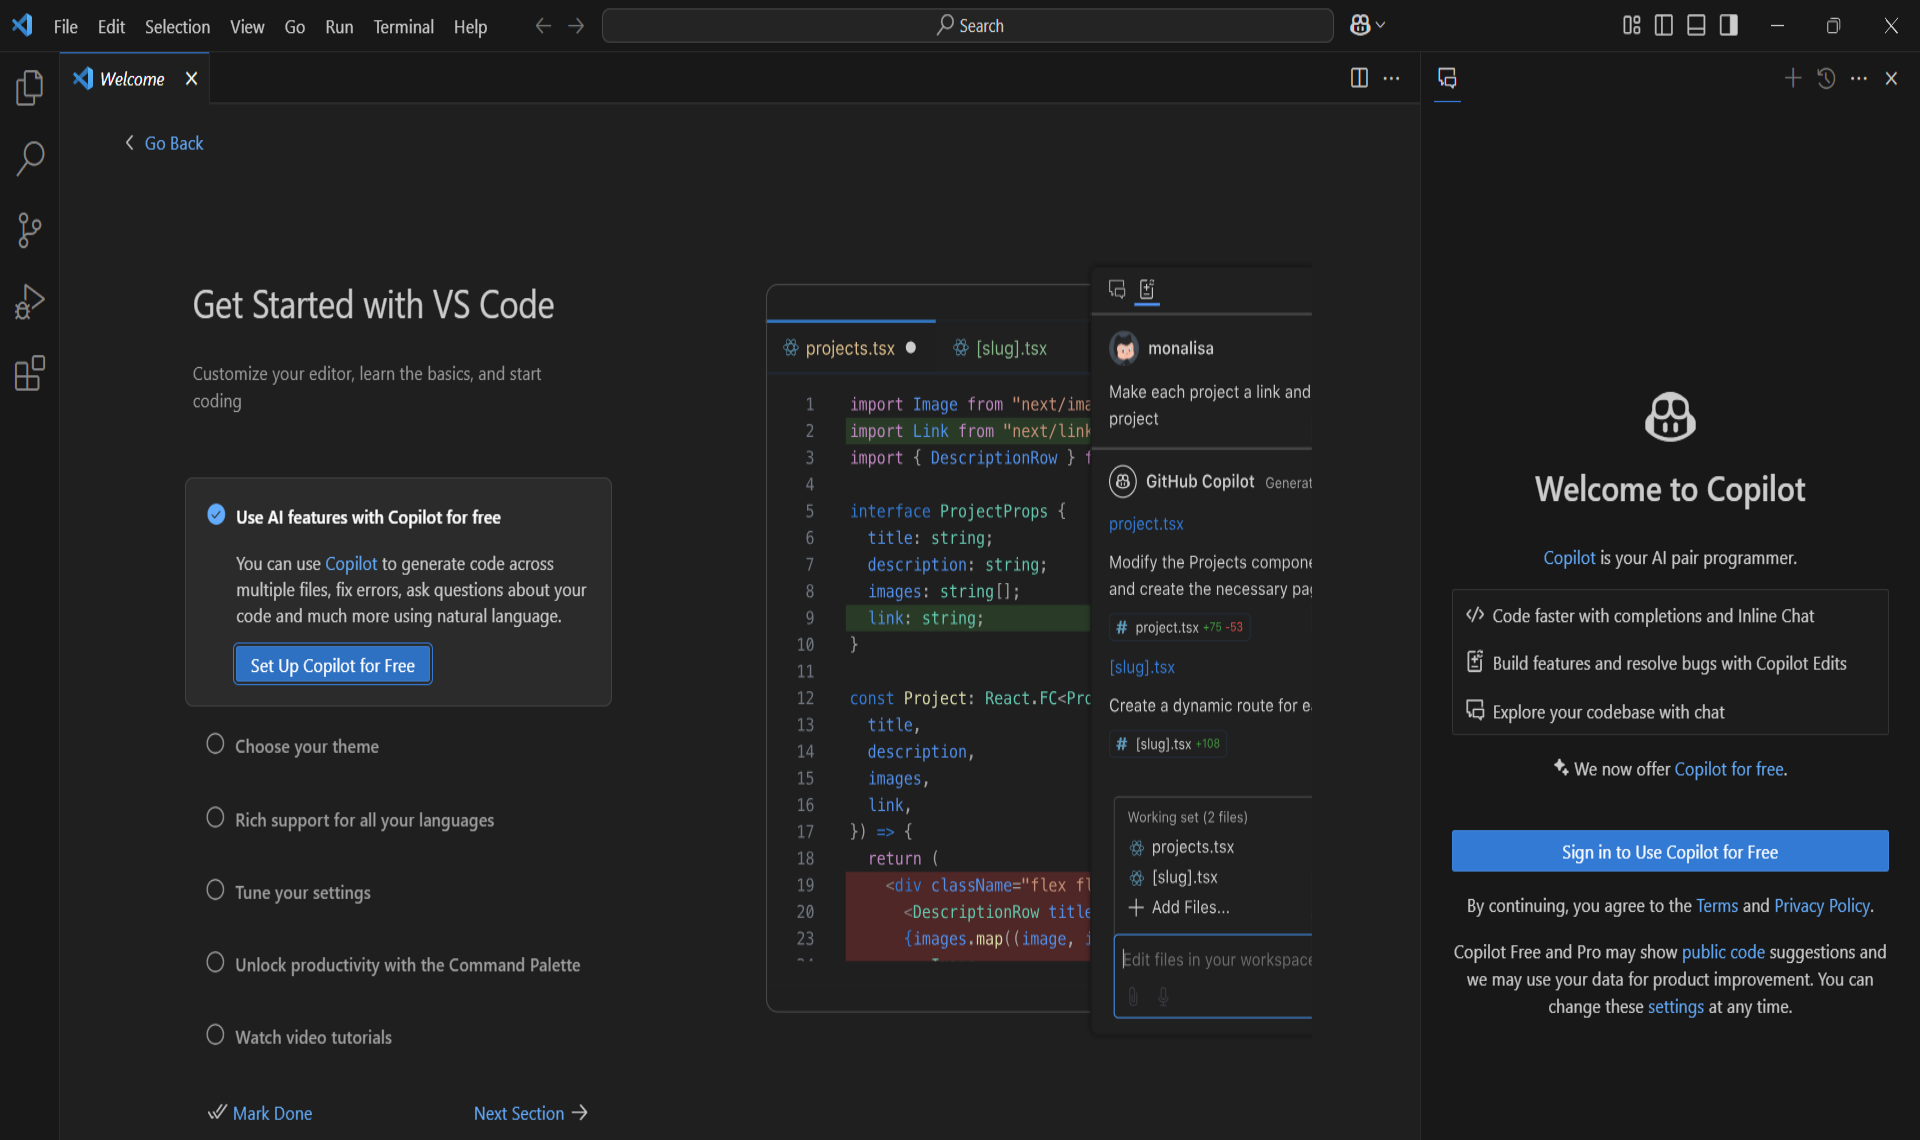 File Edit Selection View Go Run Terminal Help
Search
Welcome
Go Back
Get Started with VS Code
Customize your editor, learn the basics, and start
coding
Use AI features with Copilot for free
You can use Copilot to generate code across
multiple files, fix errors, ask questions about your
code and much more using natural language.
Set Up Copilot for Free
Choose your theme
Rich support for all your languages
Tune your settings
Unlock productivity with the Command Palette
Watch video tutorials
Mark Done
Next Section
projects.tsx
[slug].tsx
1 import Image from "next/ima
2 import Link from "next/link
3 import { DescriptionRow } f
4
5 interface ProjectProps {
6 title: string;
7 description: string;
8 images: string[];
9 link: string;
10 }
11
12 const Project: React.FC<Pro
13 title,
14 description,
15 images,
16 link,
17 }) => {
18 return (
19 <div className="flex fl
20 <DescriptionRow title
23 {images.map((image, i
monalisa
Make each project a link and
project
GitHub Copilot Generat
project.tsx
Modify the Projects compone
and create the necessary pag
# project.tsx +75 -53
[slug].tsx
Create a dynamic route for ea
# [slug].tsx +108
Working set (2 files)
projects.tsx
[slug].tsx
Add Files...
Edit files in your workspace
Welcome to Copilot
Copilot is your AI pair programmer.
Code faster with completions and Inline Chat
Build features and resolve bugs with Copilot Edits
Explore your codebase with chat
We now offer Copilot for free.
Sign in to Use Copilot for Free
By continuing, you agree to the Terms and Privacy Policy.
Copilot Free and Pro may show public code suggestions and
we may use your data for product improvement. You can
change these settings at any time.